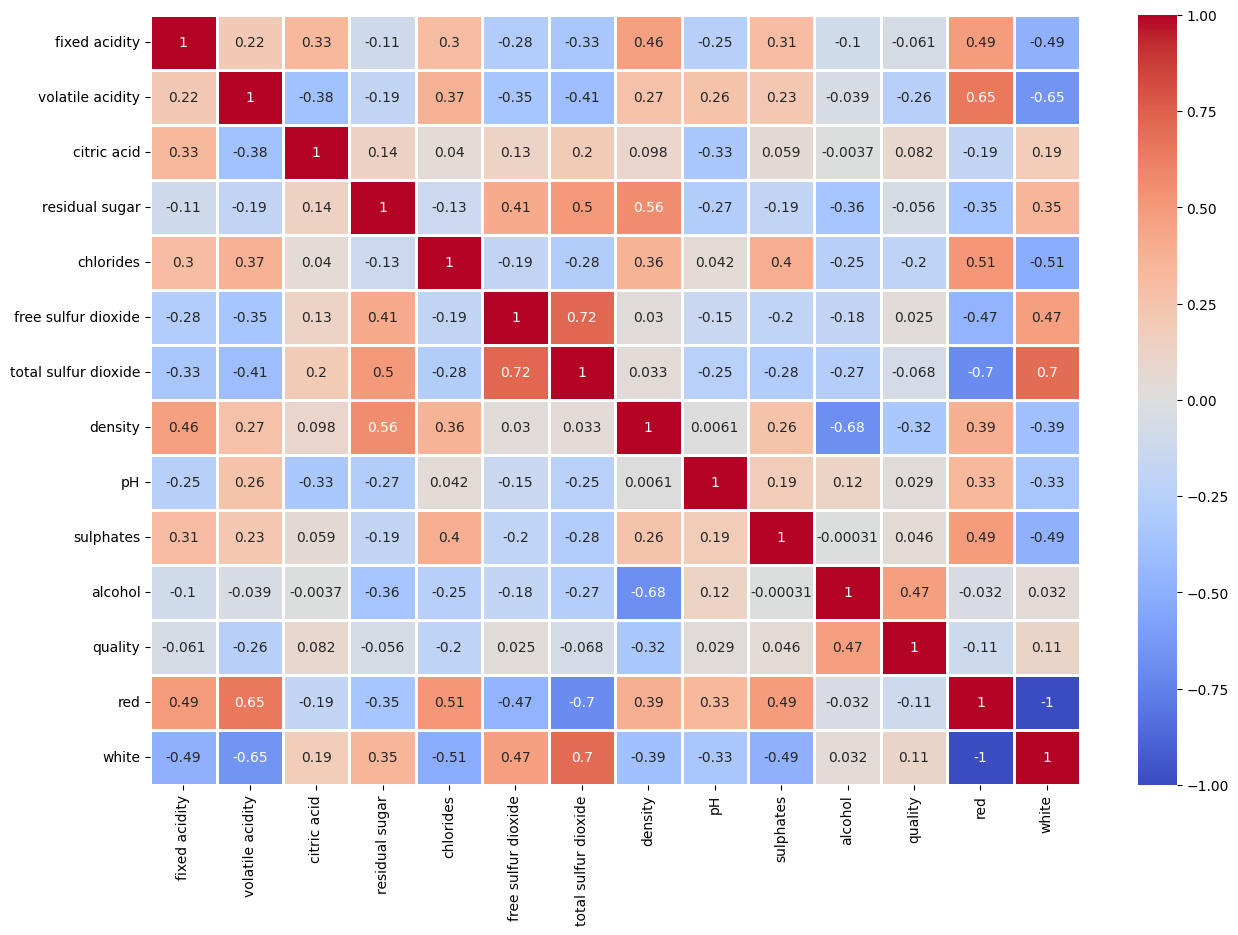 fixed acidity 1 0.22 0.33 -0.11 0.3 -0.28 -0.33 0.46 -0.25 0.31 -0.1 -0.061 0.49 -0.49
volatile acidity 0.22 1 -0.38 -0.19 0.37 -0.35 -0.41 0.27 0.26 0.23 -0.039 -0.26 0.65 -0.65
citric acid 0.33 -0.38 1 0.14 0.04 0.13 0.2 0.098 -0.33 0.059 -0.0037 0.082 -0.19 0.19
residual sugar -0.11 -0.19 0.14 1 -0.13 0.41 0.5 0.56 -0.27 -0.19 -0.36 -0.056 -0.35 0.35
chlorides 0.3 0.37 0.04 -0.13 1 -0.19 -0.28 0.36 0.042 0.4 -0.25 -0.2 0.51 -0.51
free sulfur dioxide -0.28 -0.35 0.13 0.41 -0.19 1 0.72 0.03 -0.15 -0.2 -0.18 0.025 -0.47 0.47
total sulfur dioxide -0.33 -0.41 0.2 0.5 -0.28 0.72 1 0.033 -0.25 -0.28 -0.27 -0.068 -0.7 0.7
density 0.46 0.27 0.098 0.56 0.36 0.03 0.033 1 0.0061 0.26 -0.68 -0.32 0.39 -0.39
pH -0.25 0.26 -0.33 -0.27 0.042 -0.15 -0.25 0.0061 1 0.19 0.12 0.029 0.33 -0.33
sulphates 0.31 0.23 0.059 -0.19 0.4 -0.2 -0.28 0.26 0.19 1 -0.00031 0.046 0.49 -0.49
alcohol -0.1 -0.039 -0.0037 -0.36 -0.25 -0.18 -0.27 -0.68 0.12 -0.00031 1 0.47 -0.032 0.032
quality -0.061 -0.26 0.082 -0.056 -0.2 0.025 -0.068 -0.32 0.029 0.046 0.47 1 -0.11 0.11
red 0.49 0.65 -0.19 -0.35 0.51 -0.47 -0.7 0.39 0.33 0.49 -0.032 -0.11 1 -1
white -0.49 -0.65 0.19 0.35 -0.51 0.47 0.7 -0.39 -0.33 -0.49 0.032 0.11 -1 1
fixed acidity
volatile acidity
citric acid
residual sugar
chlorides
free sulfur dioxide
total sulfur dioxide
density
pH
sulphates
alcohol
quality
red
white
1.00
0.75
0.50
0.25
0.00
−0.25
−0.50
−0.75
−1.00